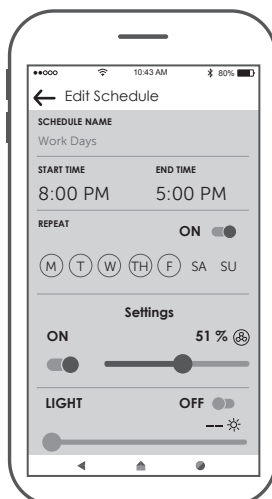 10:43 AM 80%
Edit Schedule
SCHEDULE NAME
Work Days
START TIME END TIME
8:00 PM 5:00 PM
REPEAT ON
M T W TH F SA SU
Settings
ON 51 %
LIGHT OFF
--